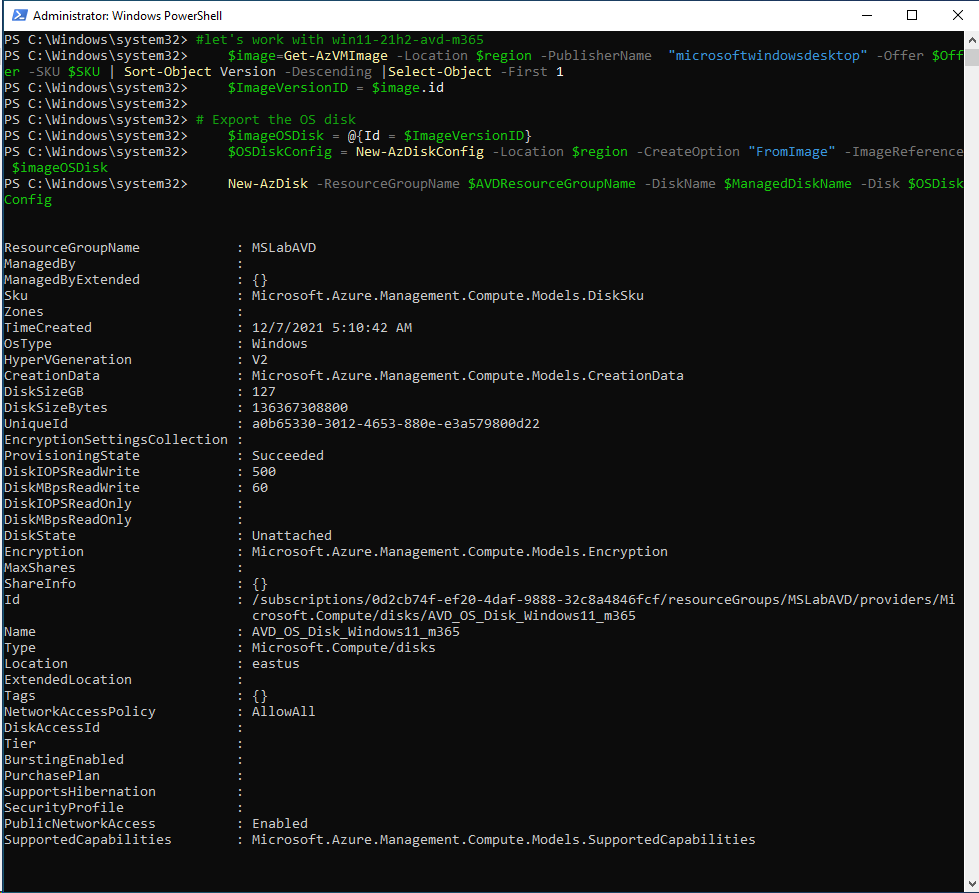 Administrator: Windows PowerShell
PS C:\Windows\system32> #let's work with win11-21h2-avd-m365
PS C:\Windows\system32>     $image=Get-AzVMImage -Location $region -PublisherName  "microsoftwindowsdesktop" -Offer $Off
er -SKU $SKU | Sort-Object Version -Descending |Select-Object -First 1
PS C:\Windows\system32>     $ImageVersionID = $image.id
PS C:\Windows\system32>
PS C:\Windows\system32> # Export the OS disk
PS C:\Windows\system32>     $imageOSDisk = @{Id = $ImageVersionID}
PS C:\Windows\system32>     $OSDiskConfig = New-AzDiskConfig -Location $region -CreateOption "FromImage" -ImageReference
 $imageOSDisk
PS C:\Windows\system32>     New-AzDisk -ResourceGroupName $AVDResourceGroupName -DiskName $ManagedDiskName -Disk $OSDisk
Config
ResourceGroupName            : MSLabAVD
ManagedBy                    :
ManagedByExtended            : {}
Sku                          : Microsoft.Azure.Management.Compute.Models.DiskSku
Zones                        :
TimeCreated                  : 12/7/2021 5:10:42 AM
OsType                       : Windows
HyperVGeneration             : V2
CreationData                 : Microsoft.Azure.Management.Compute.Models.CreationData
DiskSizeGB                   : 127
DiskSizeBytes                : 136367308800
UniqueId                     : a0b65330-3012-4653-880e-e3a579800d22
EncryptionSettingsCollection :
ProvisioningState            : Succeeded
DiskIOPSReadWrite            : 500
DiskMBpsReadWrite            : 60
DiskIOPSReadOnly             :
DiskMBpsReadOnly             :
DiskState                    : Unattached
Encryption                   : Microsoft.Azure.Management.Compute.Models.Encryption
MaxShares                    :
ShareInfo                    : {}
Id                           : /subscriptions/0d2cb74f-ef20-4daf-9888-32c8a4846fcf/resourceGroups/MSLabAVD/providers/Mi
                               crosoft.Compute/disks/AVD_OS_Disk_Windows11_m365
Name                         : AVD_OS_Disk_Windows11_m365
Type                         : Microsoft.Compute/disks
Location                     : eastus
ExtendedLocation             :
Tags                         : {}
NetworkAccessPolicy          : AllowAll
DiskAccessId                 :
Tier                         :
BurstingEnabled              :
PurchasePlan                 :
SupportsHibernation          :
SecurityProfile              :
PublicNetworkAccess          : Enabled
SupportedCapabilities        : Microsoft.Azure.Management.Compute.Models.SupportedCapabilities